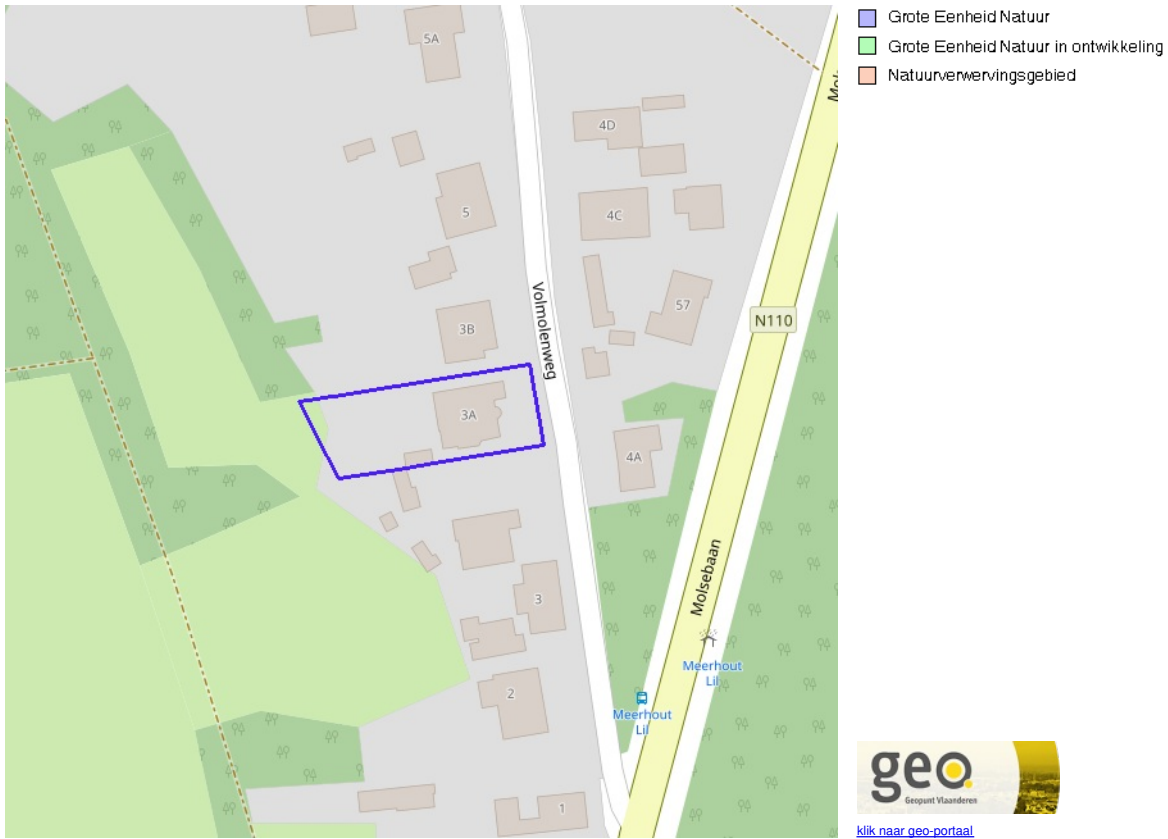 5A
4D
5
4C
57
3B
Volmolenweg
N110
3A
4A
Molsebaan
3
Meerhout
Lil
2
Meerhout
Lil
1
Grote Eenheid Natuur
Grote Eenheid Natuur in ontwikkeling
Natuurverwervingsgebied
geo
Geopunt Vlaanderen
klik naar geo-portaal